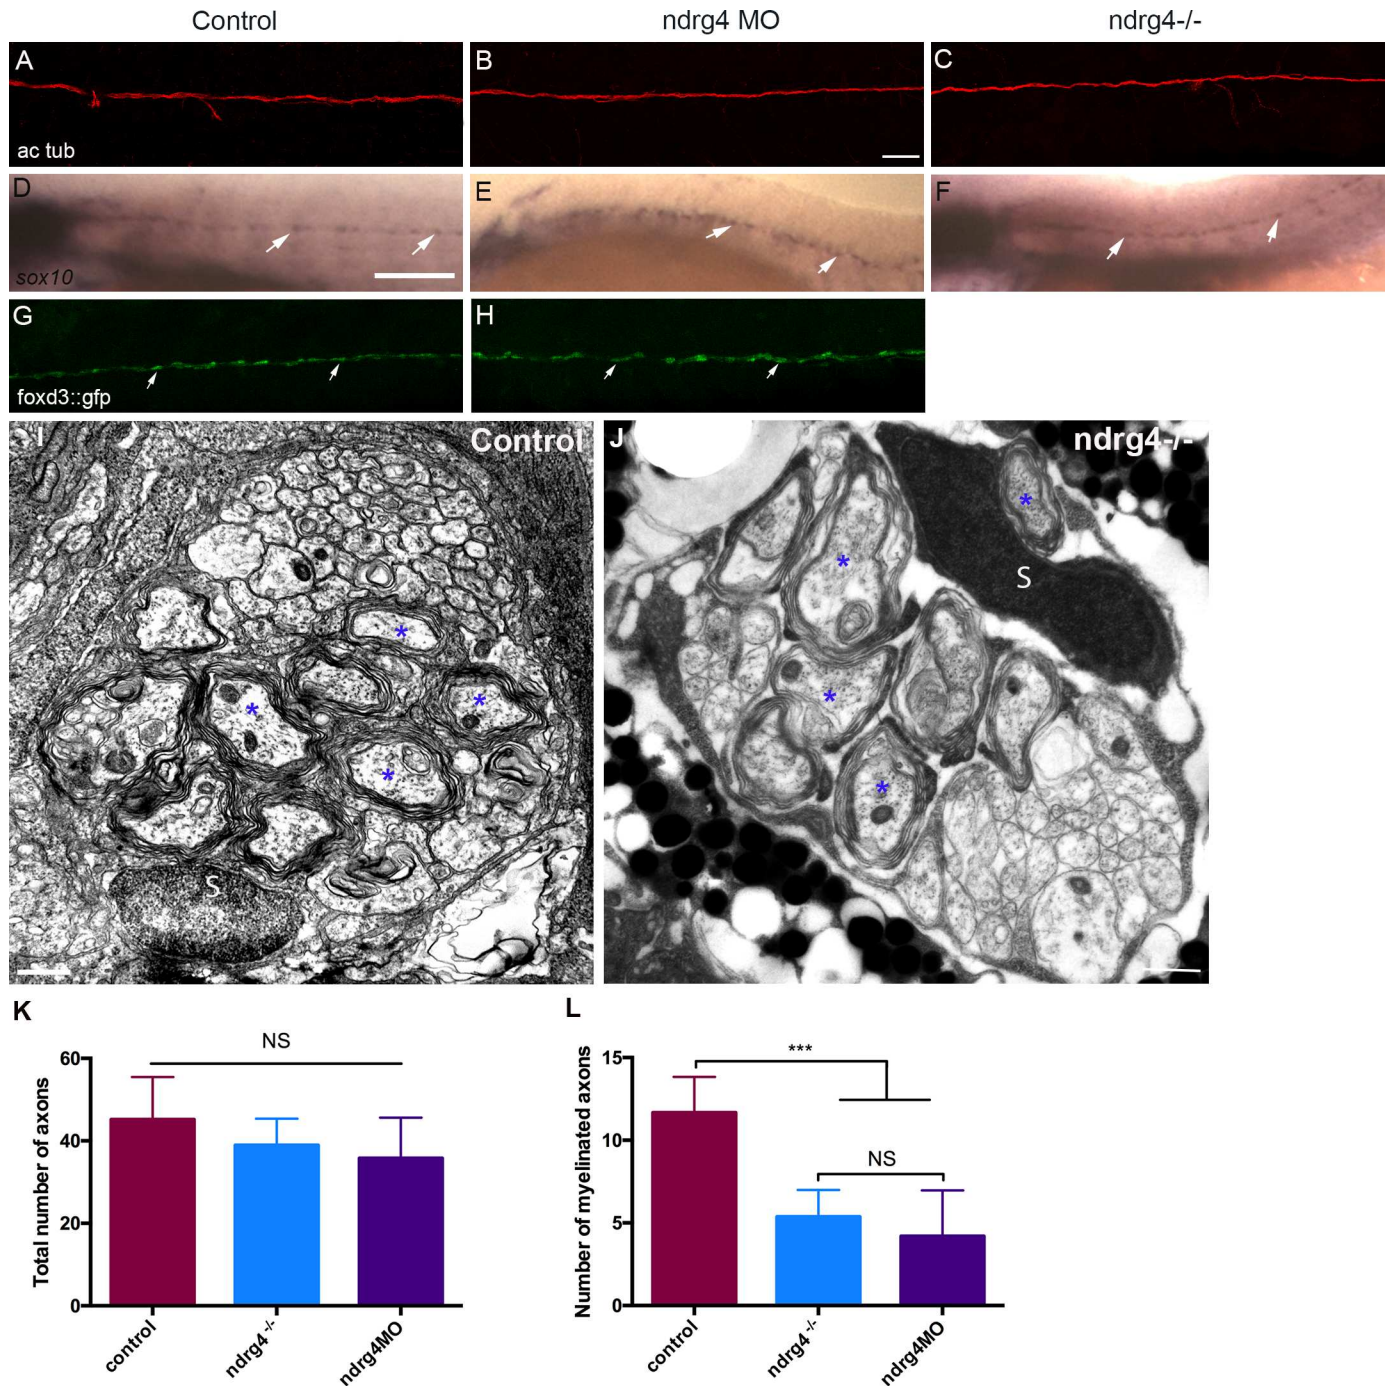 Control
ndrg4 MO
ndrg4-/-
A
B
C
ac tub
D
E
F
sox10
G
H
foxd3::gfp
I
Control
J
ndrg4-/-
* * * *
* * * *
S
S
K
L
NS
***
NS
Total number of axons
60
40
20
0
control
ndrg4-/-
ndrg4MO
Number of myelinated axons
15
10
5
0
control
ndrg4-/-
ndrg4MO